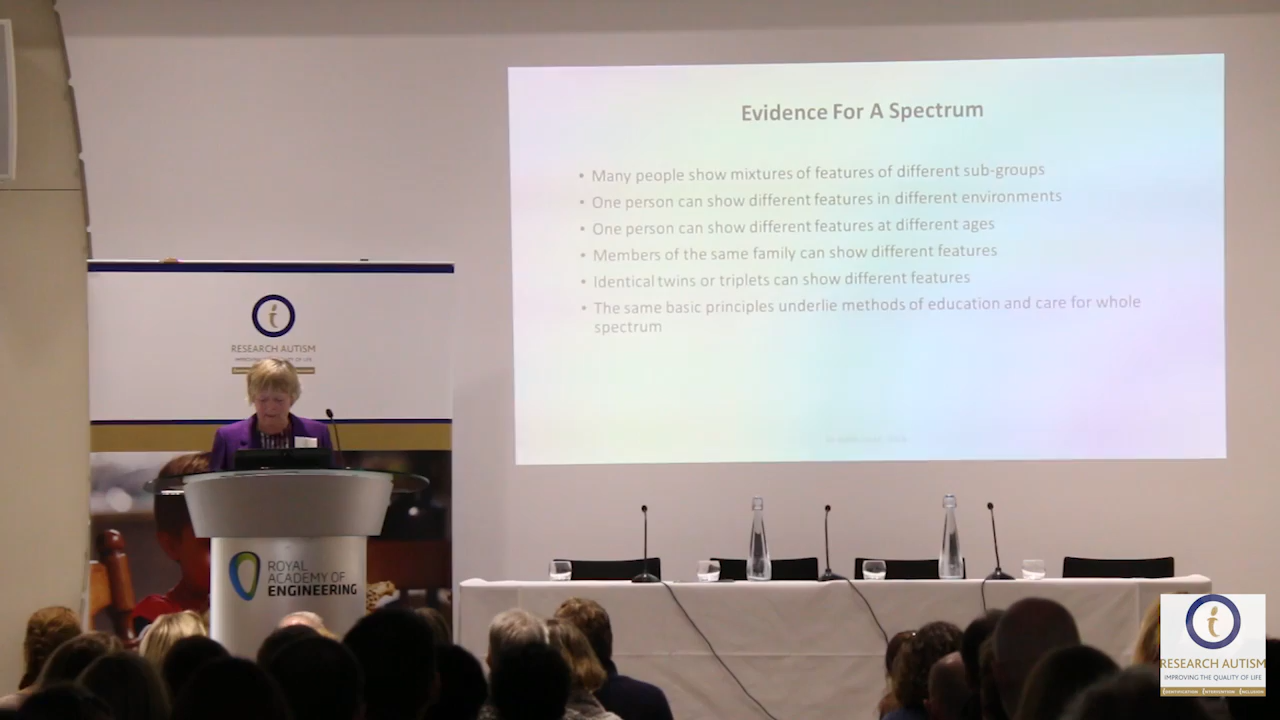 Evidence For A Spectrum
• Many people show mixtures of features of different sub-groups
• One person can show different features in different environments
• One person can show different features at different ages
• Members of the same family can show different features
• Identical twins or triplets can show different features
• The same basic principles underlie methods of education and care for whole
spectrum
RESEARCH AUTISM
ROYAL
ACADEMY OF
ENGINEERING
RESEARCH AUTISM
IMPROVING THE QUALITY OF LIFE
IDENTIFICATION INTERVENTION INCLUSION